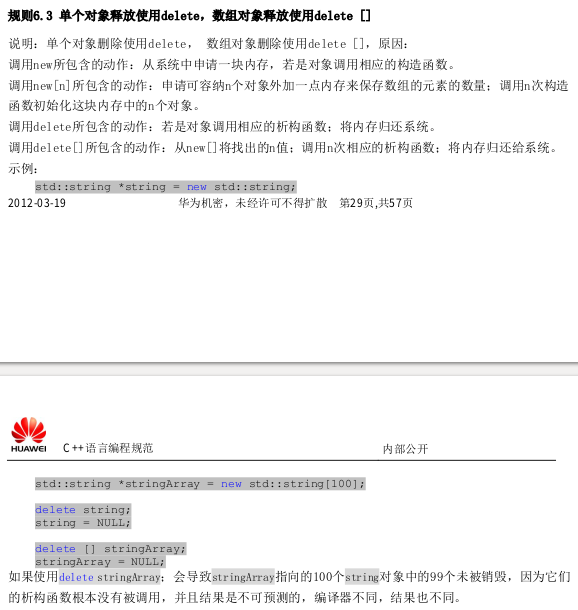 规则6.3 单个对象释放使用delete，数组对象释放使用delete []
说明：单个对象删除使用delete， 数组对象删除使用delete []，原因：
调用new所包含的动作：从系统中申请一块内存，若是对象调用相应的构造函数。
调用new[n]所包含的动作：申请可容纳n个对象外加一点内存来保存数组的元素的数量；调用n次构造
函数初始化这块内存中的n个对象。
调用delete所包含的动作：若是对象调用相应的析构函数；将内存归还系统。
调用delete[]所包含的动作：从new[]将找出的n值；调用n次相应的析构函数；将内存归还给系统。
示例：
std::string *string = new std::string;
2012-03-19 华为机密，未经许可不得扩散 第29页,共57页
HUAWEI C++语言编程规范 内部公开
std::string *stringArray = new std::string[100];
delete string;
string = NULL;
delete [] stringArray;
stringArray = NULL;
如果使用delete stringArray; 会导致stringArray指向的100个string对象中的99个未被销毁，因为它们
的析构函数根本没有被调用，并且结果是不可预测的，编译器不同，结果也不同。